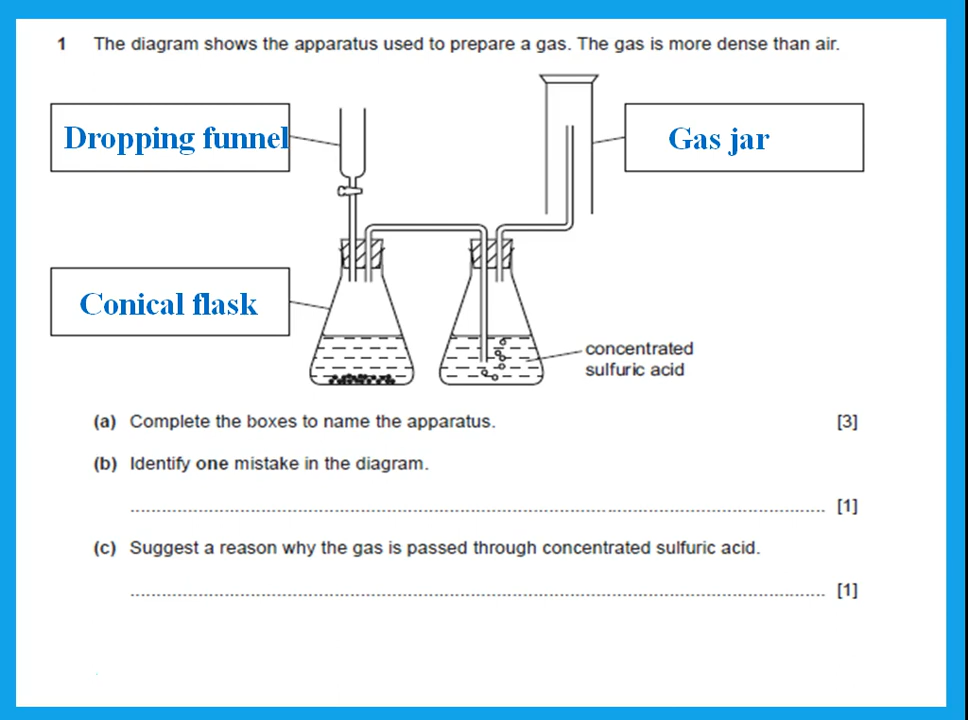 1 The diagram shows the apparatus used to prepare a gas. The gas is more dense than air.
Dropping funnel
Gas jar
Conical flask
concentrated
sulfuric acid
(a) Complete the boxes to name the apparatus. [3]
(b) Identify one mistake in the diagram.
[1]
(c) Suggest a reason why the gas is passed through concentrated sulfuric acid.
[1]